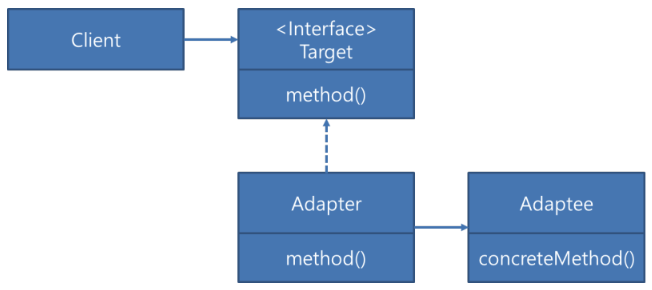 Client
<Interface>
Target
method()
Adapter
method()
Adaptee
concreteMethod()